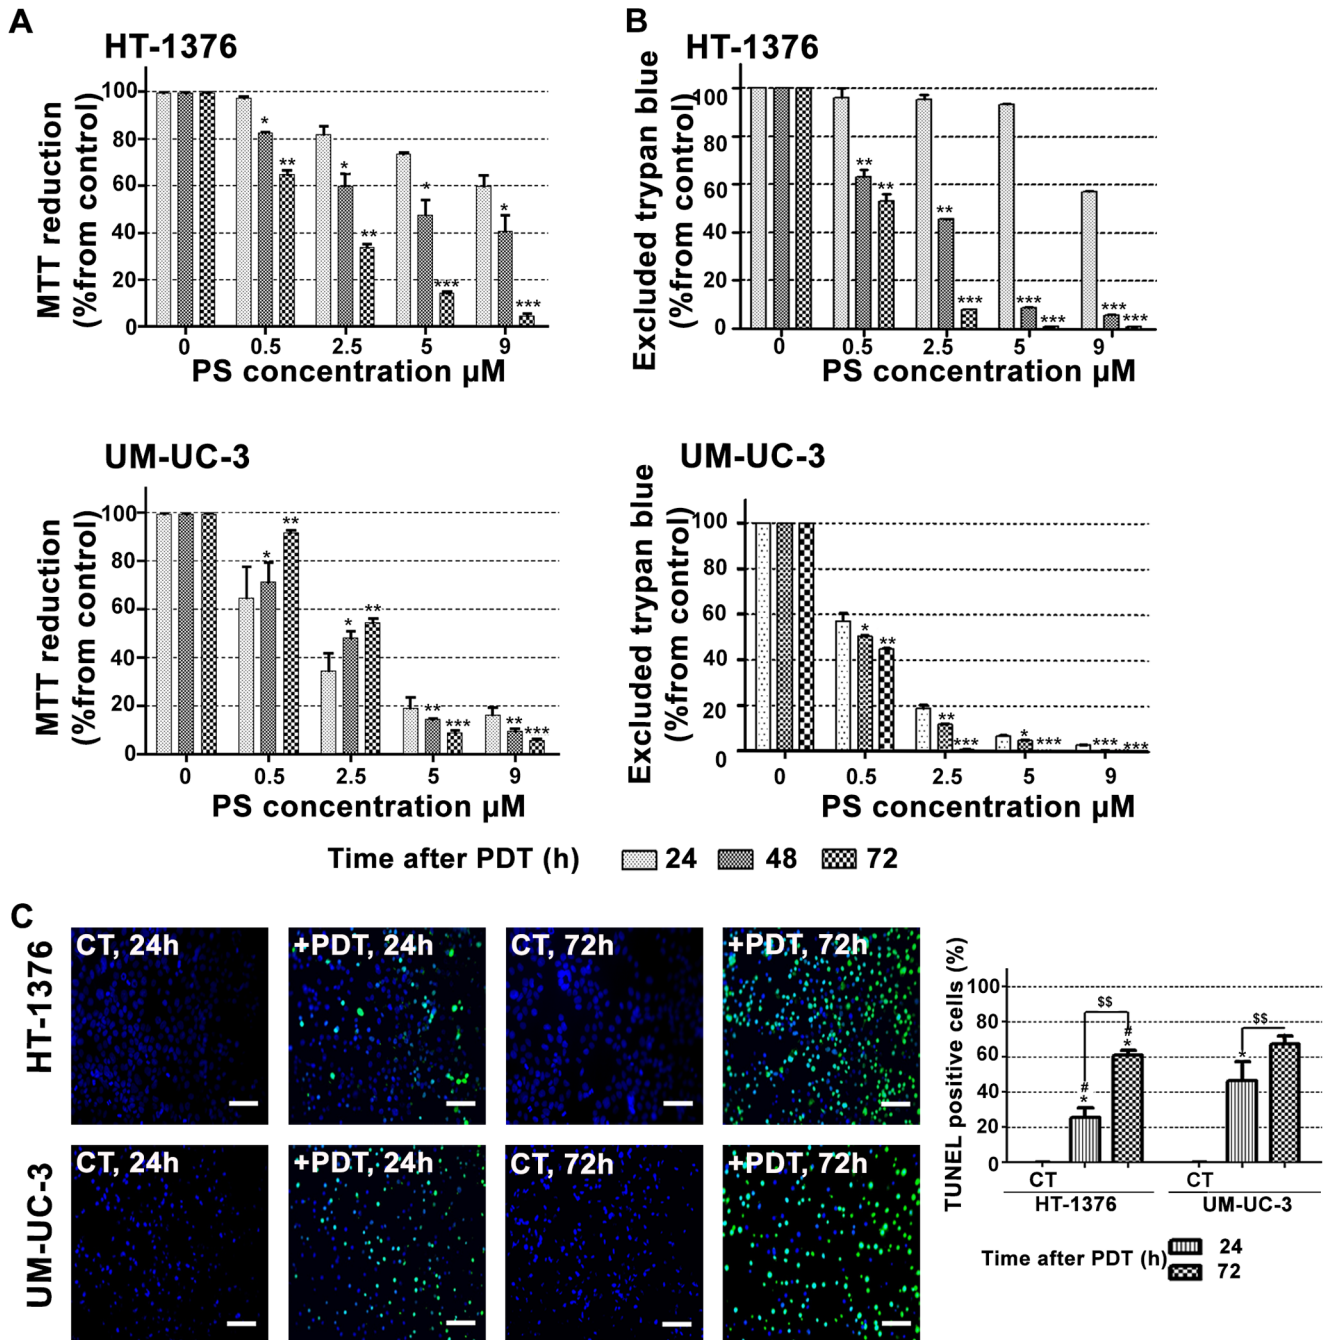 A
HT-1376
MTT reduction
(%from control)
100
80
60
40
20
0
* ** * ** * *** * ***
0 0.5 2.5 5 9
PS concentration µM
B
HT-1376
Excluded trypan blue
(%from control)
100
80
60
40
20
0
** ** ** *** *** *** *** ***
0 0.5 2.5 5 9
PS concentration µM
UM-UC-3
MTT reduction
(%from control)
100
80
60
40
20
0
* ** * ** ** *** ** ***
0 0.5 2.5 5 9
PS concentration µM
UM-UC-3
Excluded trypan blue
(%from control)
100
80
60
40
20
0
* ** ** *** * *** *** ***
0 0.5 2.5 5 9
PS concentration µM
Time after PDT (h) 24 48 72
C
HT-1376
CT, 24h
+PDT, 24h
CT, 72h
+PDT, 72h
UM-UC-3
CT, 24h
+PDT, 24h
CT, 72h
+PDT, 72h
TUNEL positive cells (%)
100
80
60
40
20
0
# * $$ # * * $$
CT CT
HT-1376 UM-UC-3
Time after PDT (h) 24
72